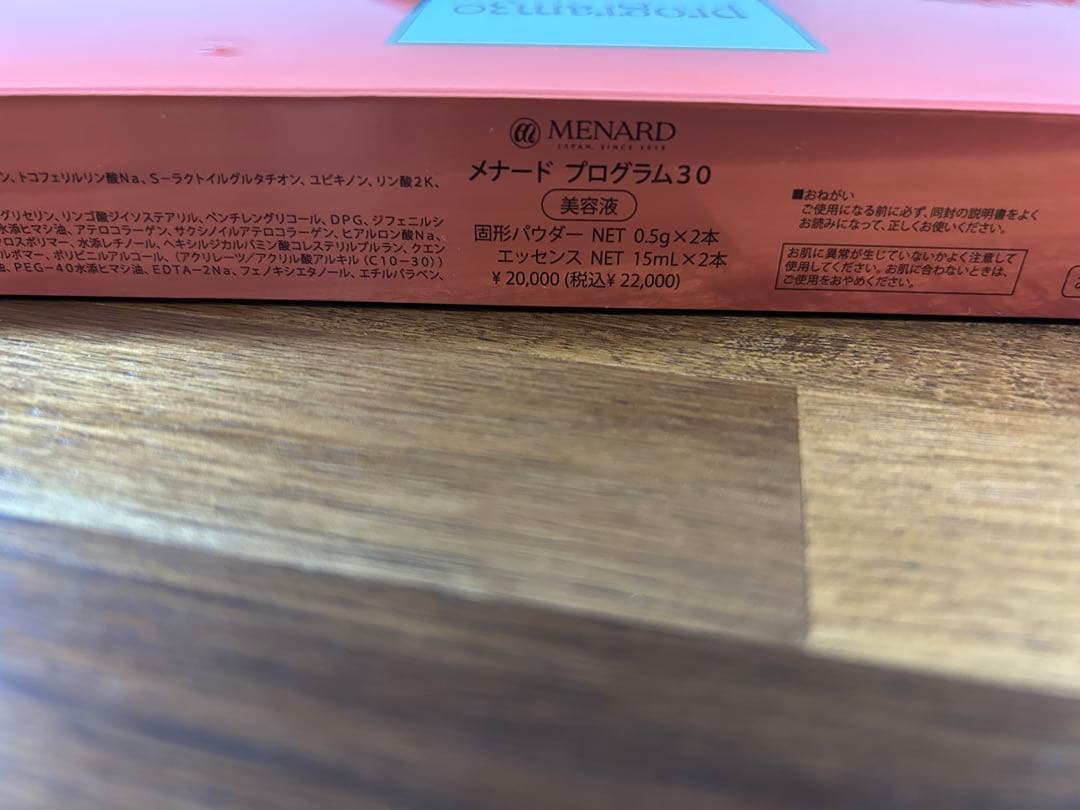 program30
MENARD
JAPAN, SINCE 1959
メナード プログラム30
美容液
固形パウダー NET 0.5g×2本
エッセンス NET 15mL×2本
¥20,000 (税込¥22,000)
ン、トコフェリルリン酸Na、S−ラクトイルグルタチオン、ユビキノン、リン酸2K、
グリセリン、リンゴ酸ジイソステアリル、ペンチレングリコール、DPG、ジフェニルシ
水添ヒマシ油、アテロコラーゲン、サクシノイルアテロコラーゲン、ヒアルロン酸Na、
ロスポリマー、水添レチノール、ヘキシルジカルバミン酸コレステリルプルラン、クエン
ルボマー、ポリビニルアルコール、(アクリレーツ/アクリル酸アルキル(C10−30))
油、PEG−40水添ヒマシ油、EDTA−2Na、フェノキシエタノール、エチルパラベン、
■おねがい
ご使用になる前に必ず、同封の説明書をよく
お読みになって、正しくお使いください。
お肌に異常が生じていないかよく注意して
使用してください。お肌に合わないときは、
ご使用をおやめください。